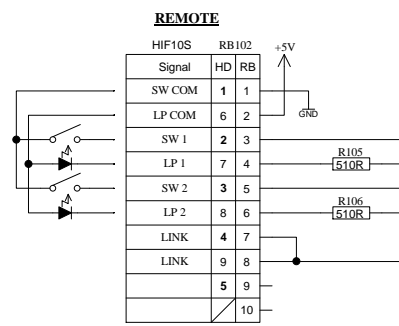 REMOTE
HIF10S RB102 +5V
Signal HD RB
SW COM 1 1
GND
LP COM 6 2
SW 1 2 3
R105
LP 1 7 4 510R
SW 2 3 5
R106
LP 2 8 6 510R
LINK 4 7
LINK 9 8
5 9
10